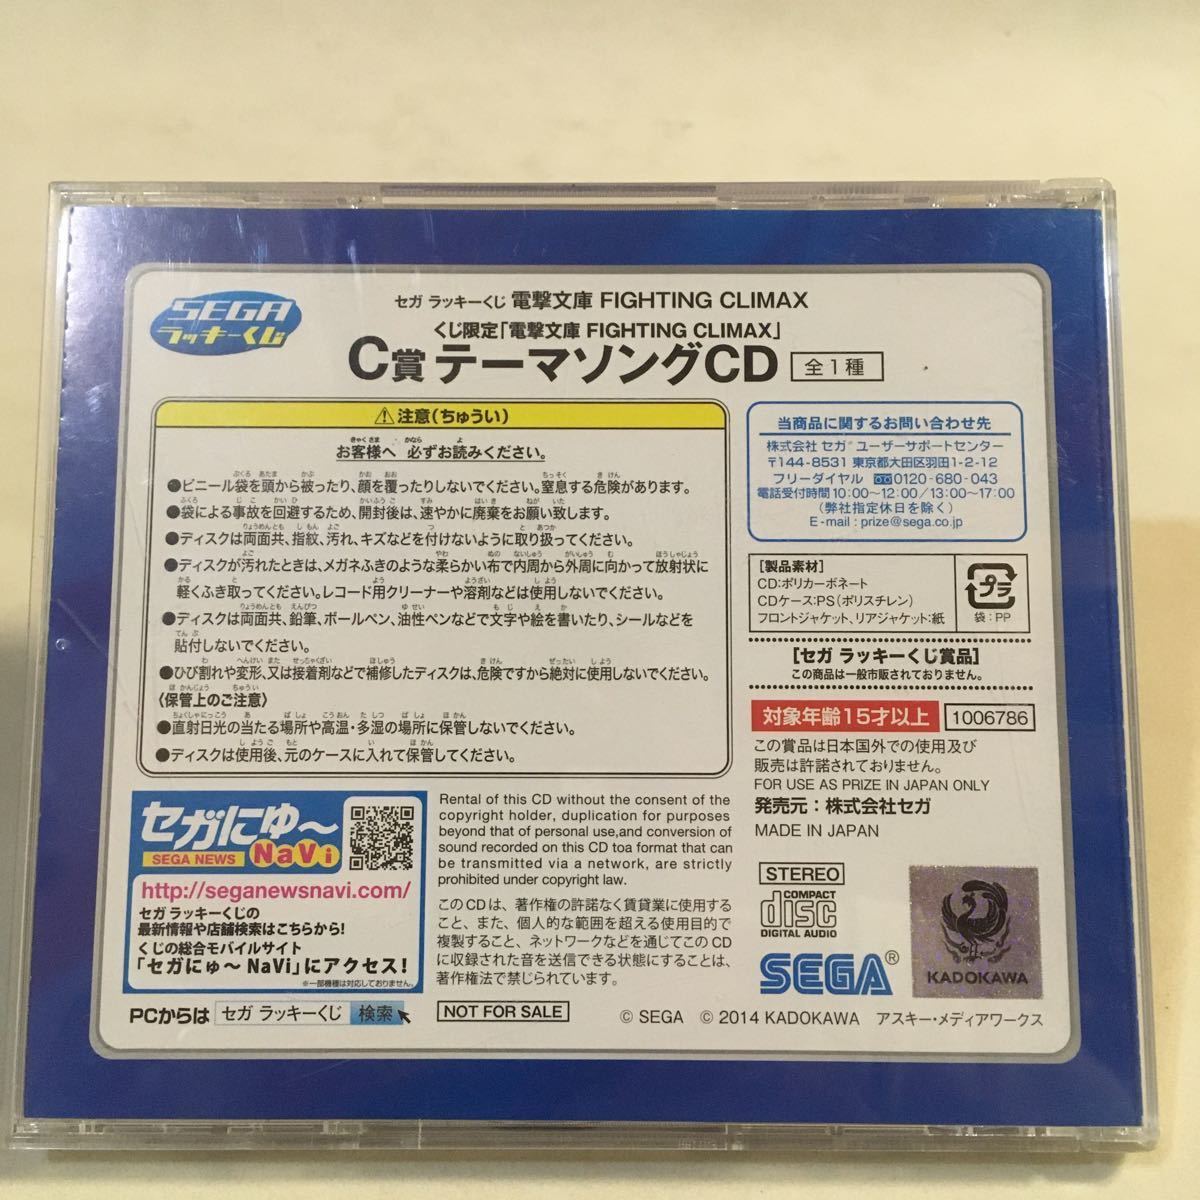 SEGA
ラッキーくじ
セガ ラッキーくじ 電撃文庫 FIGHTING CLIMAX
くじ限定「電撃文庫 FIGHTING CLIMAX」
C賞 テーマソングCD 全1種
⚠注意(ちゅうい)
お客様へ 必ずお読みください。
●ビニール袋を頭から被ったり、顔を覆ったりしないでください。窒息する危険があります。
●袋による事故を回避するため、開封後は、速やかに廃棄をお願い致します。
●ディスクは両面共、指紋、汚れ、キズなどを付けないように取り扱ってください。
●ディスクが汚れたときは、メガネふきのような柔らかい布で内周から外周に向かって放射状に
軽くふき取ってください。レコード用クリーナーや溶剤などは使用しないでください。
●ディスクは両面共、鉛筆、ボールペン、油性ペンなどで文字や絵を書いたり、シールなどを
貼付しないでください。
●ひび割れや変形、又は接着剤などで補修したディスクは、危険ですから絶対に使用しないでください。
〈保管上のご注意〉
●直射日光の当たる場所や高温・多湿の場所に保管しないでください。
●ディスクは使用後、元のケースに入れて保管してください。
当商品に関するお問い合わせ先
株式会社 セガ ユーザーサポートセンター
〒144-8531 東京都大田区羽田1-2-12
フリーダイヤル 0120-680-043
電話受付時間 10:00〜12:00/13:00〜17:00
(弊社指定休日を除く)
E-mail : prize@sega.co.jp
[製品素材]
CD:ポリカーボネート
CDケース:PS(ポリスチレン)
フロントジャケット、リアジャケット:紙
プラ
袋:PP
[セガ ラッキーくじ賞品]
この商品は一般市販されておりません。
対象年齢15才以上 1006786
この賞品は日本国外での使用及び
販売は許諾されておりません。
FOR USE AS PRIZE IN JAPAN ONLY
発売元:株式会社セガ
MADE IN JAPAN
セガにゅ〜
SEGA NEWS NaVi
http://seganewsnavi.com/
セガ ラッキーくじの
最新情報や店舗検索はこちらから!
くじの総合モバイルサイト
「セガにゅ〜 NaVi」にアクセス!
※一部機種は対応しておりません。
PCからは セガ ラッキーくじ 検索
Rental of this CD without the consent of the
copyright holder, duplication for purposes
beyond that of personal use,and conversion of
sound recorded on this CD toa format that can
be transmitted via a network, are strictly
prohibited under copyright law.
このCDは、著作権の許諾なく賃貸業に使用する
こと、また、個人的な範囲を超える使用目的で
複製すること、ネットワークなどを通じてこのCD
に収録された音を送信できる状態にすることは、
著作権法で禁じられています。
NOT FOR SALE
STEREO
COMPACT
disc
DIGITAL AUDIO
SEGA®
KADOKAWA
© SEGA © 2014 KADOKAWA アスキー・メディアワークス